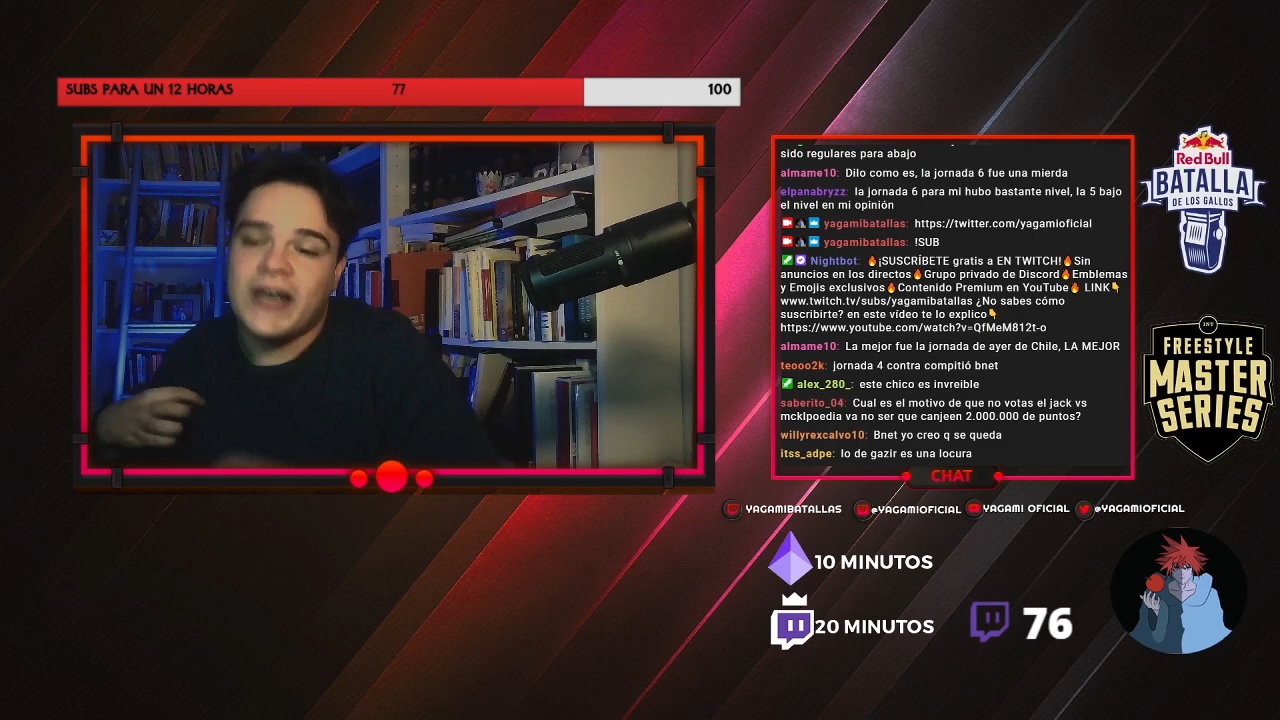 SUBS PARA UN 12 HORAS 77 100
sido regulares para abajo
almame10: Dilo como es, la jornada 6 fue una mierda
elpanabryzz: la jornada 6 para mi hubo bastante nivel, la 5 bajo
el nivel en mi opinión
yagamibatallas: https://twitter.com/yagamioficial
yagamibatallas: !SUB
Nightbot: 🔥¡SUSCRÍBETE gratis a EN TWITCH!🔥Sin
anuncios en los directos🔥Grupo privado de Discord🔥Emblemas
y Emojis exclusivos🔥Contenido Premium en YouTube🔥 LINK👇
www.twitch.tv/subs/yagamibatallas ¿No sabes cómo
suscribirte? en este vídeo te lo explico👇
https://www.youtube.com/watch?v=QfMeM812t-o
almame10: La mejor fue la jornada de ayer de Chile, LA MEJOR
teooo2k: jornada 4 contra compitió bnet
alex_280_: este chico es invreible
saberito_04: Cual es el motivo de que no votas el jack vs
mcklpoedia va no ser que canjeen 2.000.000 de puntos?
willyrexcalvo10: Bnet yo creo q se queda
itss_adpe: lo de gazir es una locura
CHAT
Red Bull
BATALLA
DE LOS GALLOS
INT
FREESTYLE
MASTER
SERIES
YAGAMIBATALLAS @YAGAMIOFICIAL YAGAMI OFICIAL @YAGAMIOFICIAL
10 MINUTOS
20 MINUTOS
76